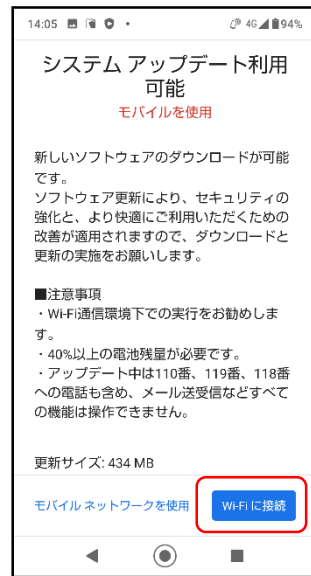 14:05 4G 94%
システム アップデート利用
可能
モバイルを使用
新しいソフトウェアのダウンロードが可能
です。
ソフトウェア更新により、セキュリティの
強化と、より快適にご利用いただくための
改善が適用されますので、ダウンロードと
更新の実施をお願いします。
■注意事項
・Wi-Fi通信環境下での実行をお勧めしま
す。
・40%以上の電池残量が必要です。
・アップデート中は110番、119番、118番
への電話も含め、メール送受信などすべて
の機能は操作できません。
更新サイズ: 434 MB
モバイル ネットワークを使用 Wi-Fi に接続